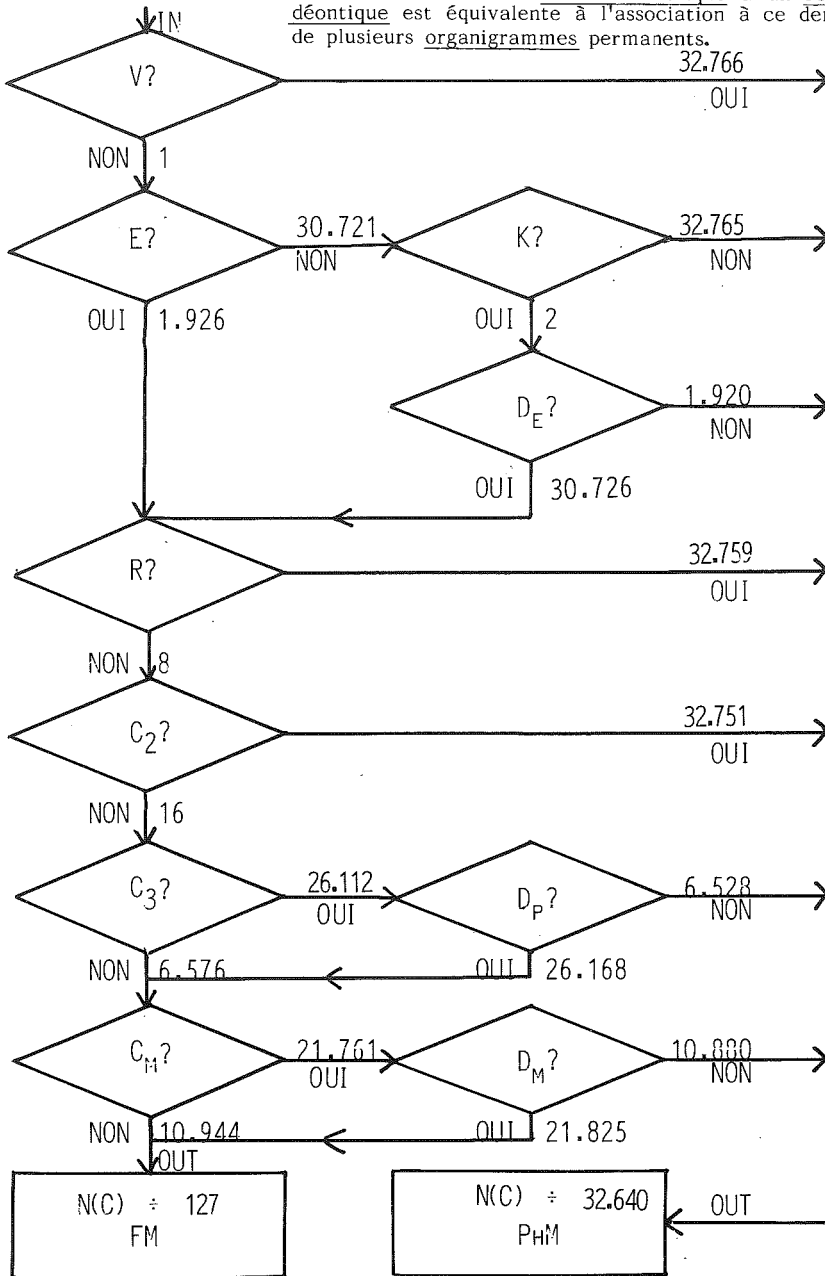 IN
déontique est équivalente à l'association à ce
de plusieurs organigrammes permanents.
V?
32.766
OUI
NON 1
E?
30.721
NON
K?
32.765
NON
OUI 1.926
OUI 2
D_E?
1.920
NON
OUI 30.726
R?
32.759
OUI
NON 8
C_2?
32.751
OUI
NON 16
C_3?
26.112
OUI
D_P?
6.528
NON
NON 6.576
OUI 26.168
C_M?
21.761
OUI
D_M?
10.880
NON
NON 10.944
OUI 21.825
OUT
N(C) ÷ 127
FM
N(C) ÷ 32.640
PHM
OUT